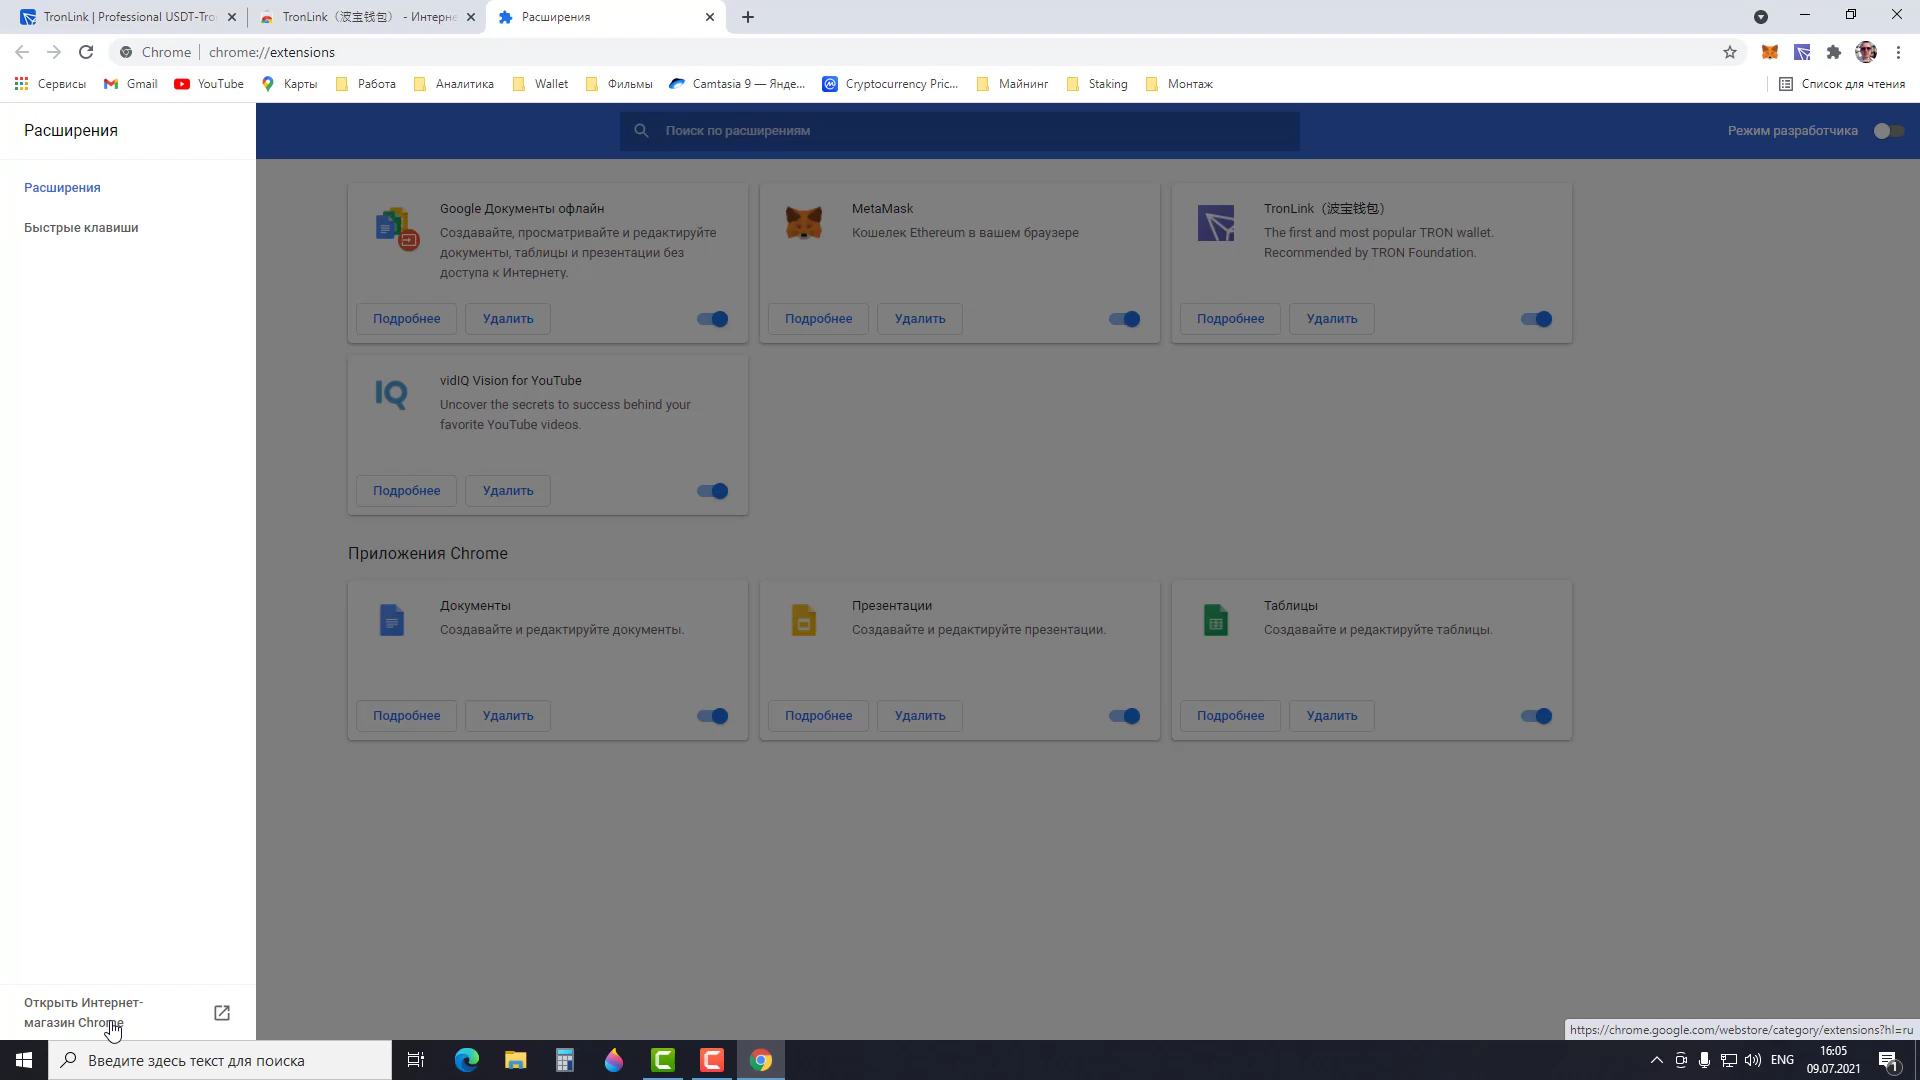 TronLink | Professional USDT-Tro
TronLink（波宝钱包） - Интерне
Расширения
Chrome
chrome://extensions
Сервисы
Gmail
YouTube
Карты
Работа
Аналитика
Wallet
Фильмы
Camtasia 9 — Янде...
Cryptocurrency Pric...
Майнинг
Staking
Монтаж
Список для чтения
Расширения
Поиск по расширениям
Режим разработчика
Расширения
Быстрые клавиши
Google Документы офлайн
Создавайте, просматривайте и редактируйте
документы, таблицы и презентации без
доступа к Интернету.
Подробнее
Удалить
MetaMask
Кошелек Ethereum в вашем браузере
Подробнее
Удалить
TronLink（波宝钱包）
The first and most popular TRON wallet.
Recommended by TRON Foundation.
Подробнее
Удалить
IQ
vidIQ Vision for YouTube
Uncover the secrets to success behind your
favorite YouTube videos.
Подробнее
Удалить
Приложения Chrome
Документы
Создавайте и редактируйте документы.
Подробнее
Удалить
Презентации
Создавайте и редактируйте презентации.
Подробнее
Удалить
Таблицы
Создавайте и редактируйте таблицы.
Подробнее
Удалить
Открыть Интернет-
магазин Chrome
https://chrome.google.com/webstore/category/extensions?hl=ru
Введите здесь текст для поиска
ENG
16:05
09.07.2021
1